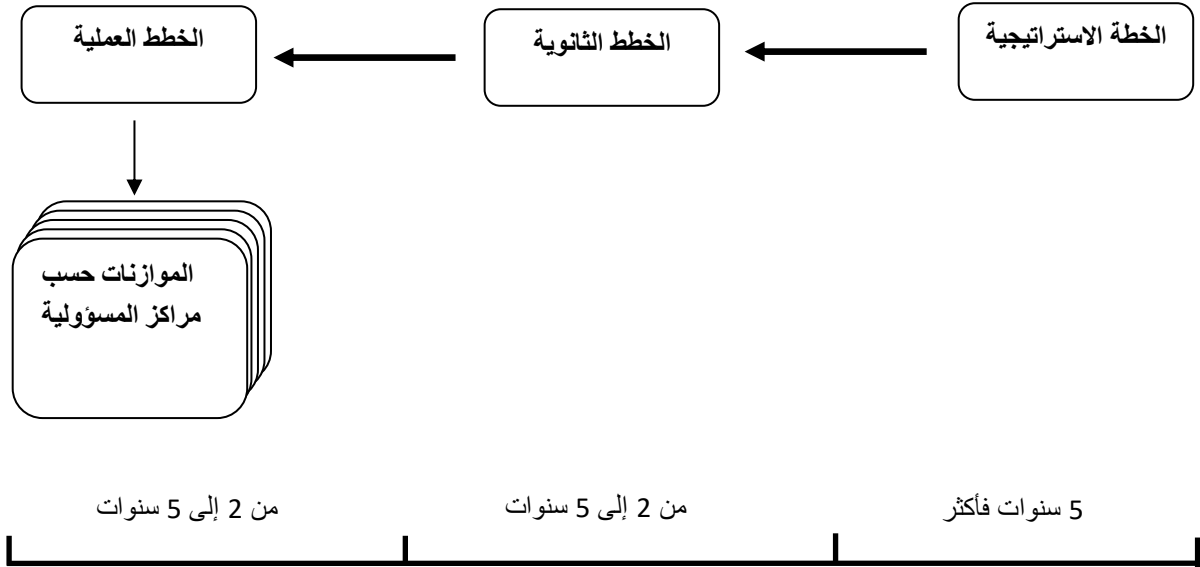 الخطة الاستراتيجية
الخطط الثانوية
الخطط العملية
الموازنات حسب
مراكز المسؤولية
5 سنوات فأكثر
من 2 إلى 5 سنوات
من 2 إلى 5 سنوات